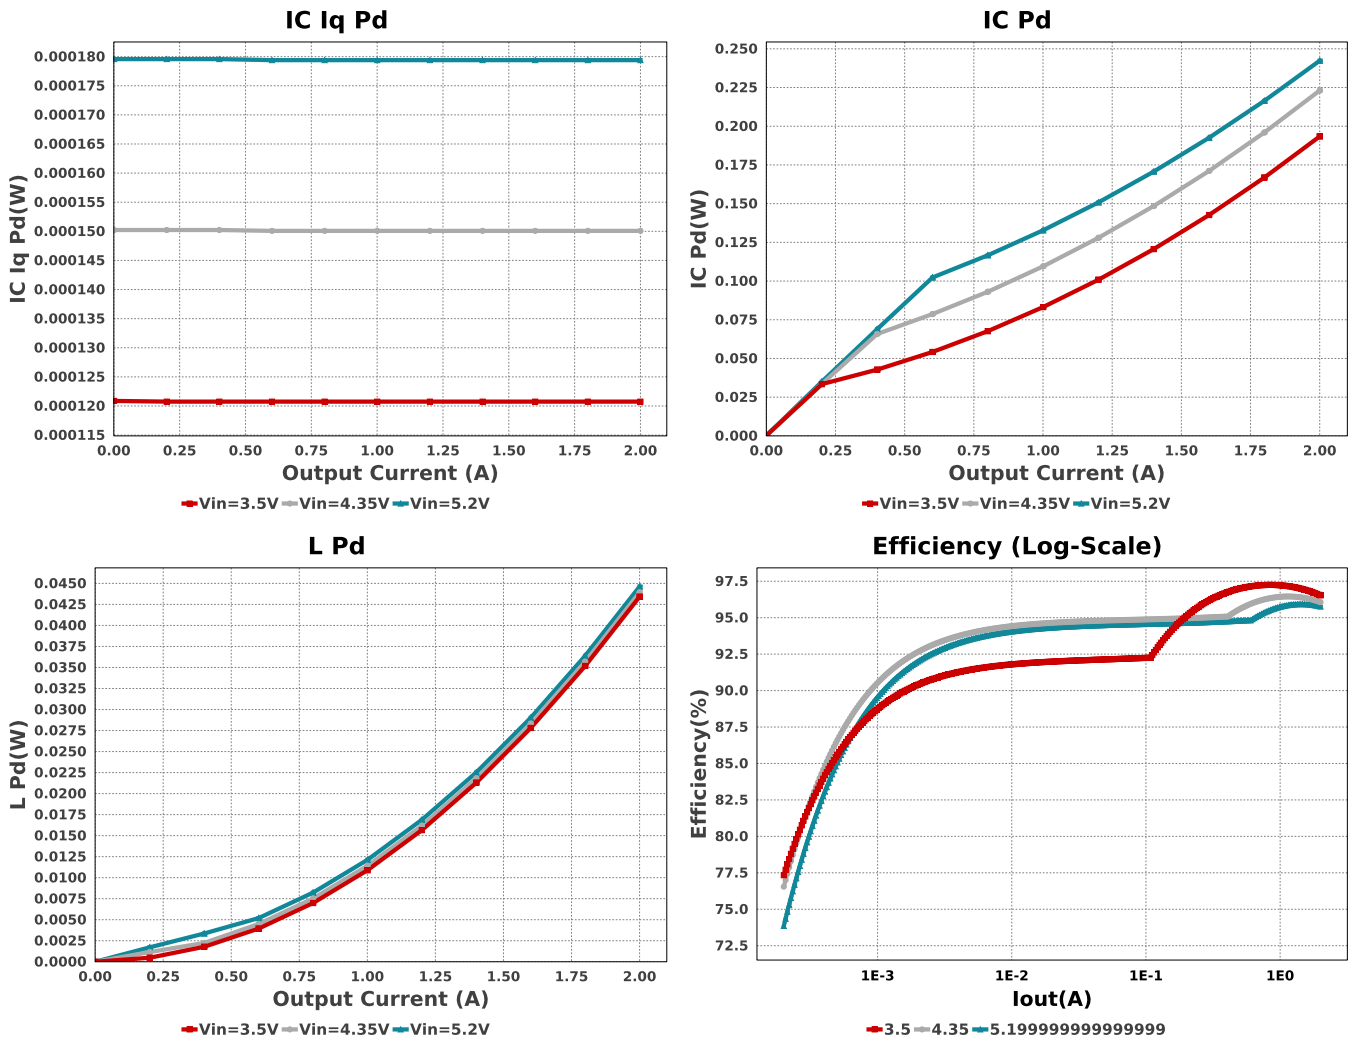 IC Iq Pd
IC Iq Pd(W)
0.000180
0.000175
0.000170
0.000165
0.000160
0.000155
0.000150
0.000145
0.000140
0.000135
0.000130
0.000125
0.000120
0.000115
0.00 0.25 0.50 0.75 1.00 1.25 1.50 1.75 2.00
Output Current (A)
Vin=3.5V Vin=4.35V Vin=5.2V
IC Pd
IC Pd(W)
0.250
0.225
0.200
0.175
0.150
0.125
0.100
0.075
0.050
0.025
0.000
0.00 0.25 0.50 0.75 1.00 1.25 1.50 1.75 2.00
Output Current (A)
Vin=3.5V Vin=4.35V Vin=5.2V
L Pd
L Pd(W)
0.0450
0.0425
0.0400
0.0375
0.0350
0.0325
0.0300
0.0275
0.0250
0.0225
0.0200
0.0175
0.0150
0.0125
0.0100
0.0075
0.0050
0.0025
0.0000
0.00 0.25 0.50 0.75 1.00 1.25 1.50 1.75 2.00
Output Current (A)
Vin=3.5V Vin=4.35V Vin=5.2V
Efficiency (Log-Scale)
Efficiency(%)
97.5
95.0
92.5
90.0
87.5
85.0
82.5
80.0
77.5
75.0
72.5
1E-3 1E-2 1E-1 1E0
Iout(A)
3.5 4.35 5.199999999999999